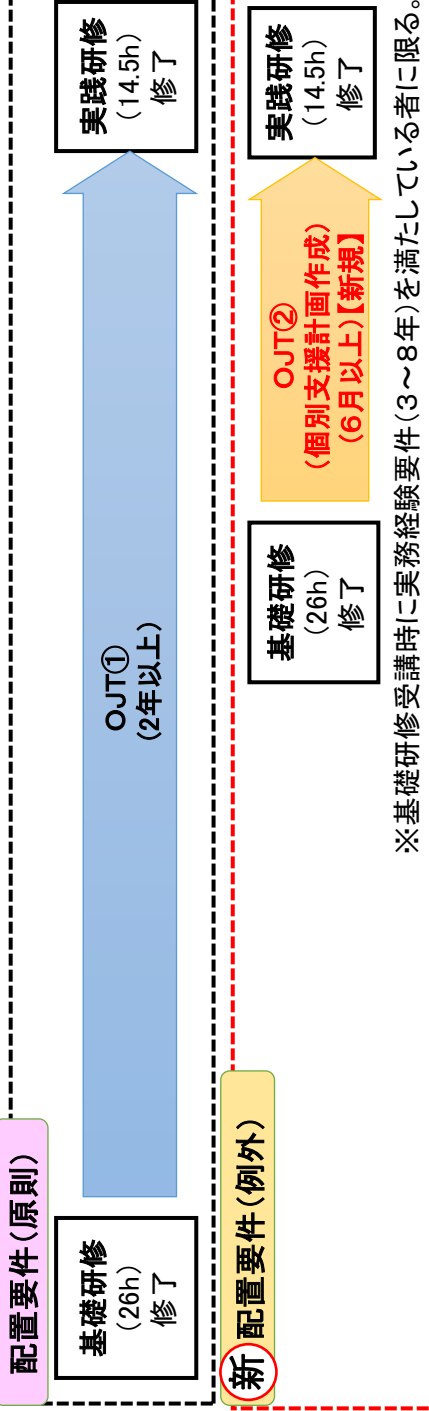 配置要件(原則)
基礎研修
(26h)
修了
OJT①
(2年以上)
実践研修
(14.5h)
修了
新 配置要件(例外)
基礎研修
(26h)
修了
OJT②
(個別支援計画作成)
(6月以上)【新規】
実践研修
(14.5h)
修了
※基礎研修受講時に実務経験要件(3～8年)を満たしている者に限る。